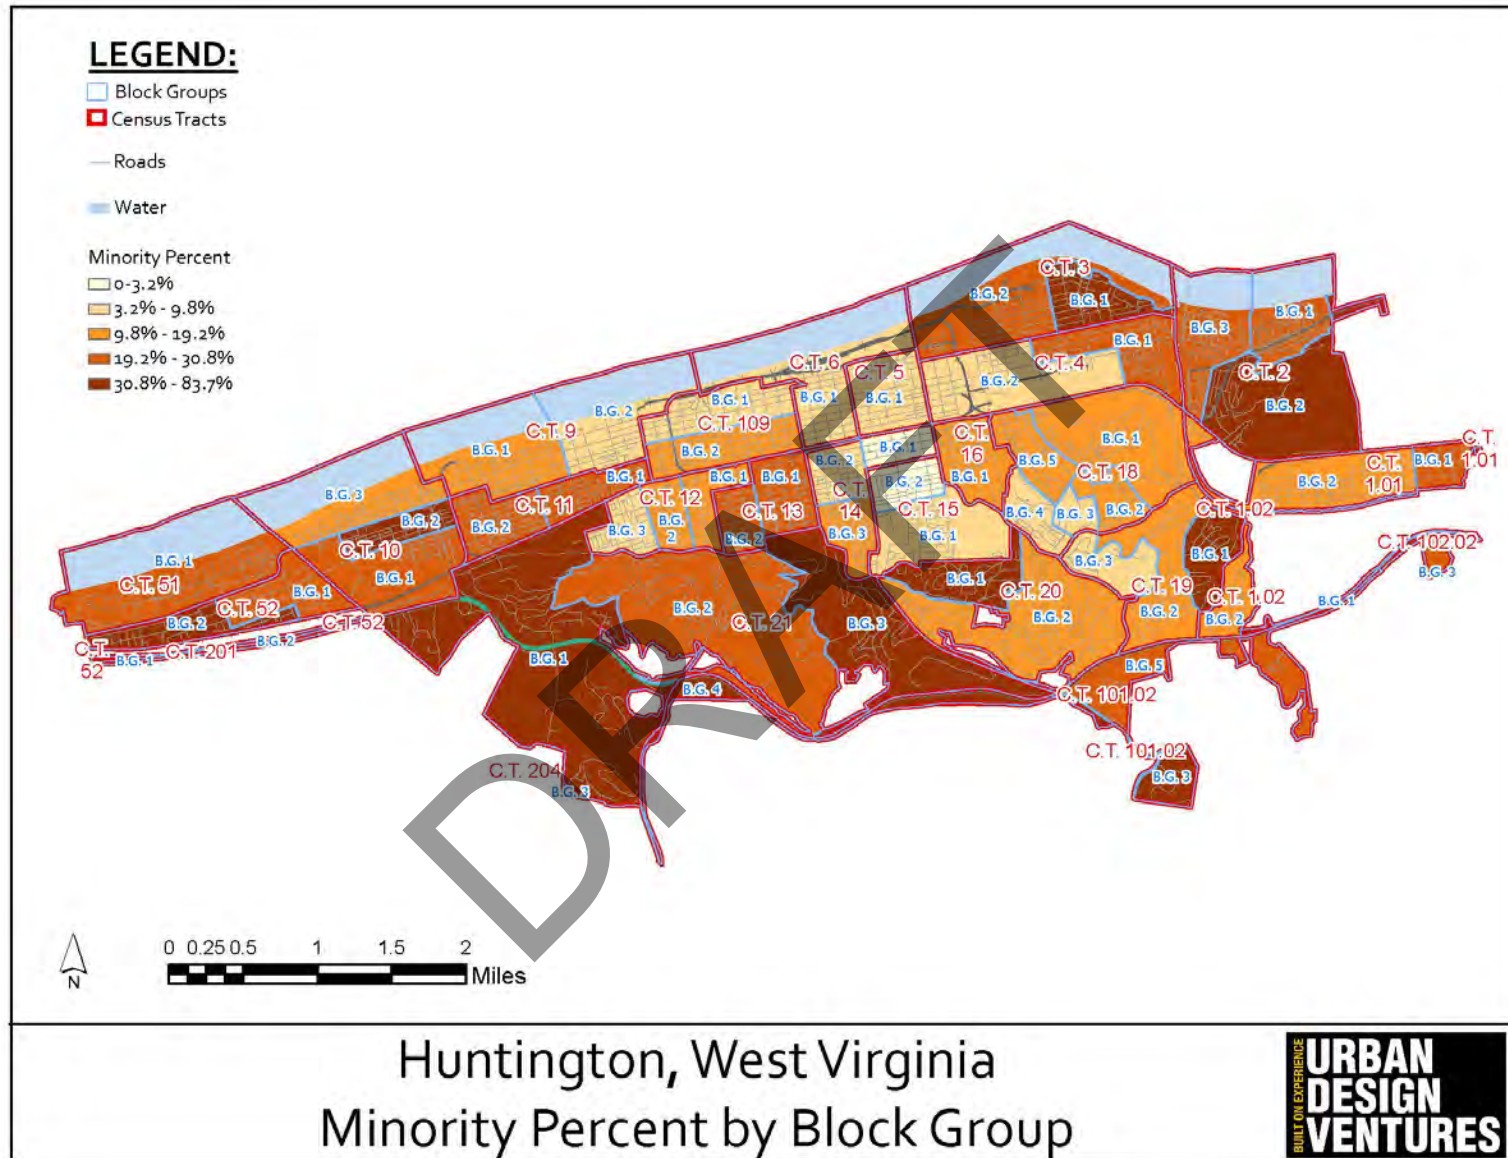 LEGEND:
Block Groups
Census Tracts
Roads
Water
Minority Percent
0-3.2%
3.2% - 9.8%
9.8% - 19.2%
19.2% - 30.8%
30.8% - 83.7%
C.T. 3
B.G. 2
B.G. 1
B.G. 3
B.G. 1
B.G. 1
C.T. 6
C.T. 5
C.T. 4
C.T. 2
B.G. 2
B.G. 1
B.G. 1
B.G. 1
B.G. 2
B.G. 2
C.T. 109
C.T. 9
B.G. 1
B.G. 2
B.G. 2
B.G. 1
C.T.
16
B.G. 1
B.G. 1
C.T.
1.01
B.G. 5
C.T. 18
B.G. 2
C.T.
1.01
B.G. 1
B.G. 3
B.G. 1
B.G. 1
B.G. 1
C.T. 12
C.T.
14
B.G. 2
C.T. 11
B.G. 2
B.G. 2
C.T. 13
C.T. 15
B.G. 4
B.G. 3
B.G. 2
C.T. 1.02
C.T. 10
B.G. 2
B.G. 3
B.G.
2
B.G. 2
B.G. 3
B.G. 1
B.G. 3
B.G. 1
C.T. 102.02
B.G. 3
B.G. 1
C.T. 51
B.G. 1
B.G. 1
C.T. 20
C.T. 19
C.T. 1.02
B.G. 1
C.T. 52
B.G. 2
C.T. 52
B.G. 2
C.T. 21
B.G. 3
B.G. 2
B.G. 2
B.G. 2
C.T.
52
B.G. 1
C.T. 201
B.G. 2
B.G. 1
B.G. 4
B.G. 5
C.T. 101.02
C.T. 101.02
B.G. 3
C.T. 204
B.G. 3
DRAFT
N
0 0.25 0.5 1 1.5 2
Miles
Huntington, West Virginia
Minority Percent by Block Group
BUILT ON EXPERIENCE
URBAN
DESIGN
VENTURES